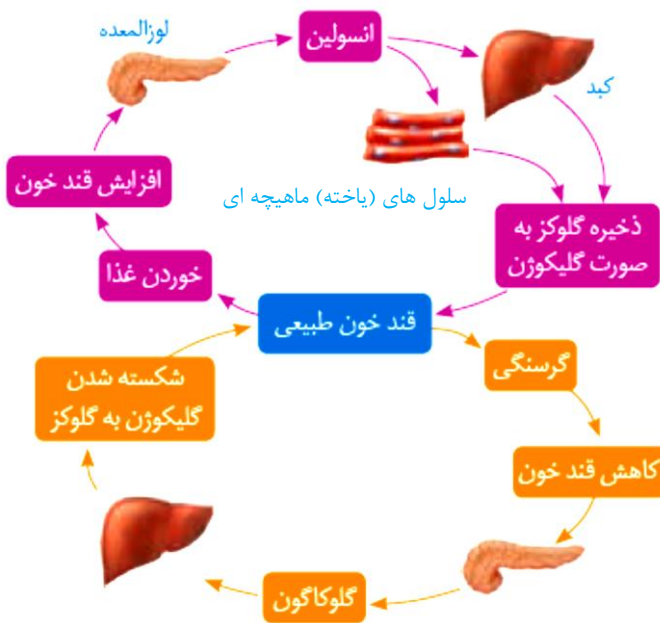 لوزالمعده
انسولین
کبد
افزایش قند خون
سلول های (یاخته) ماهیچه ای
ذخیره گلوکز به
صورت گلیکوژن
خوردن غذا
قند خون طبیعی
گرسنگی
شکسته شدن
گلیکوژن به گلوکز
کاهش قند خون
گلوکاگون